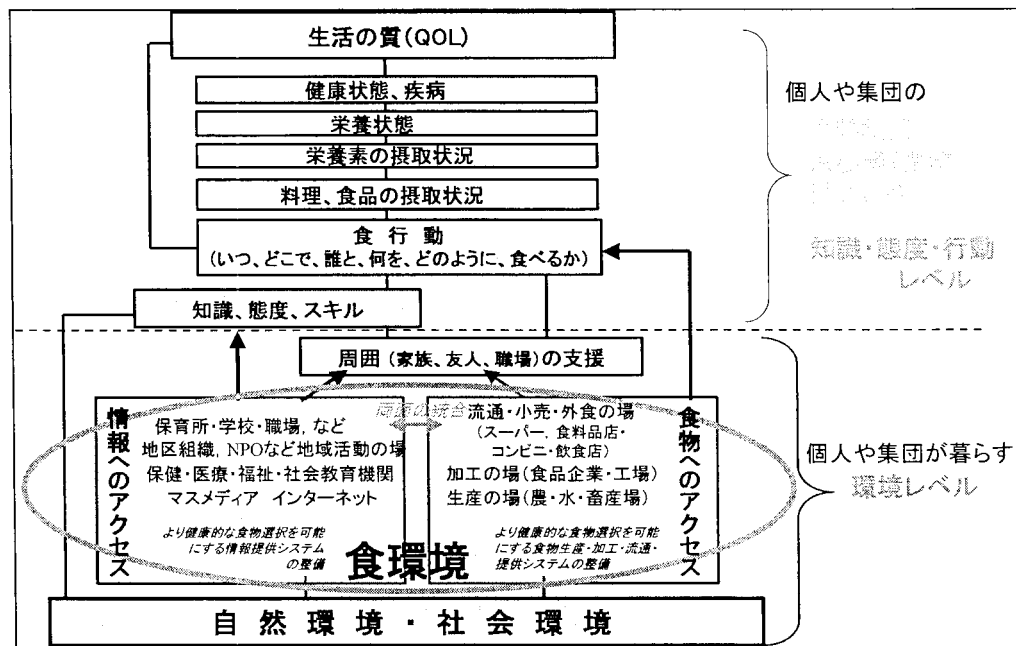 生活の質(QOL)
健康状態、疾病
栄養状態
栄養素の摂取状況
料理、食品の摂取状況
食 行 動
(いつ、どこで、誰と、何を、どのように、食べるか)
知識、態度、スキル
個人や集団の
知識・態度・行動
レベル
周囲(家族、友人、職場)の支援
情報へのアクセス
保育所・学校・職場, など
地区組織, NPOなど地域活動の場
保健・医療・福祉・社会教育機関
マスメディア インターネット
より健康的な食物選択を可能
にする情報提供システム
の整備
両面の統合
流通・小売・外食の場
(スーパー, 食料品店・
コンビニ・飲食店)
加工の場(食品企業・工場)
生産の場(農・水・畜産場)
より健康的な食物選択を可能
にする食物生産・加工・流通・
提供システムの整備
食物へのアクセス
食環境
個人や集団が暮らす
環境レベル
自 然 環 境 ・ 社 会 環 境